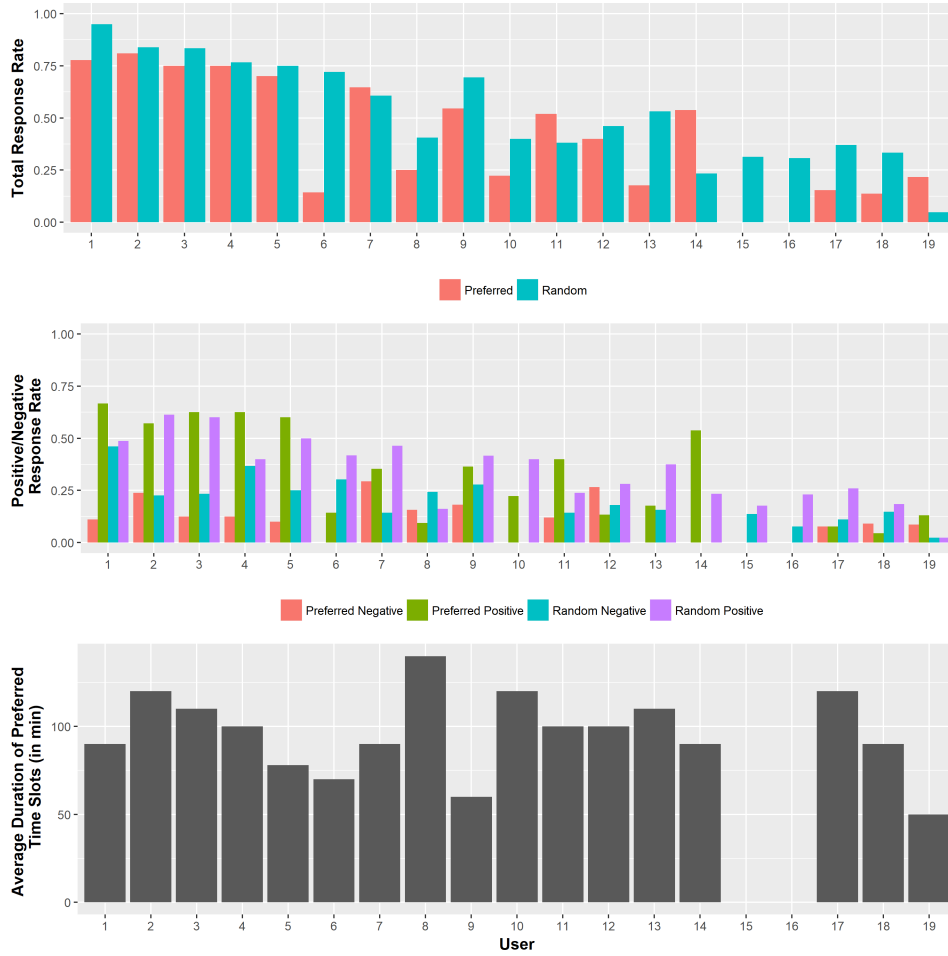 Total Response Rate
1.00
0.75
0.50
0.25
0.00
1 2 3 4 5 6 7 8 9 10 11 12 13 14 15 16 17 18 19
Preferred Random
Positive/Negative
Response Rate
1.00
0.75
0.50
0.25
0.00
1 2 3 4 5 6 7 8 9 10 11 12 13 14 15 16 17 18 19
Preferred Negative Preferred Positive Random Negative Random Positive
Average Duration of Preferred
Time Slots (in min)
100
50
0
1 2 3 4 5 6 7 8 9 10 11 12 13 14 15 16 17 18 19
User